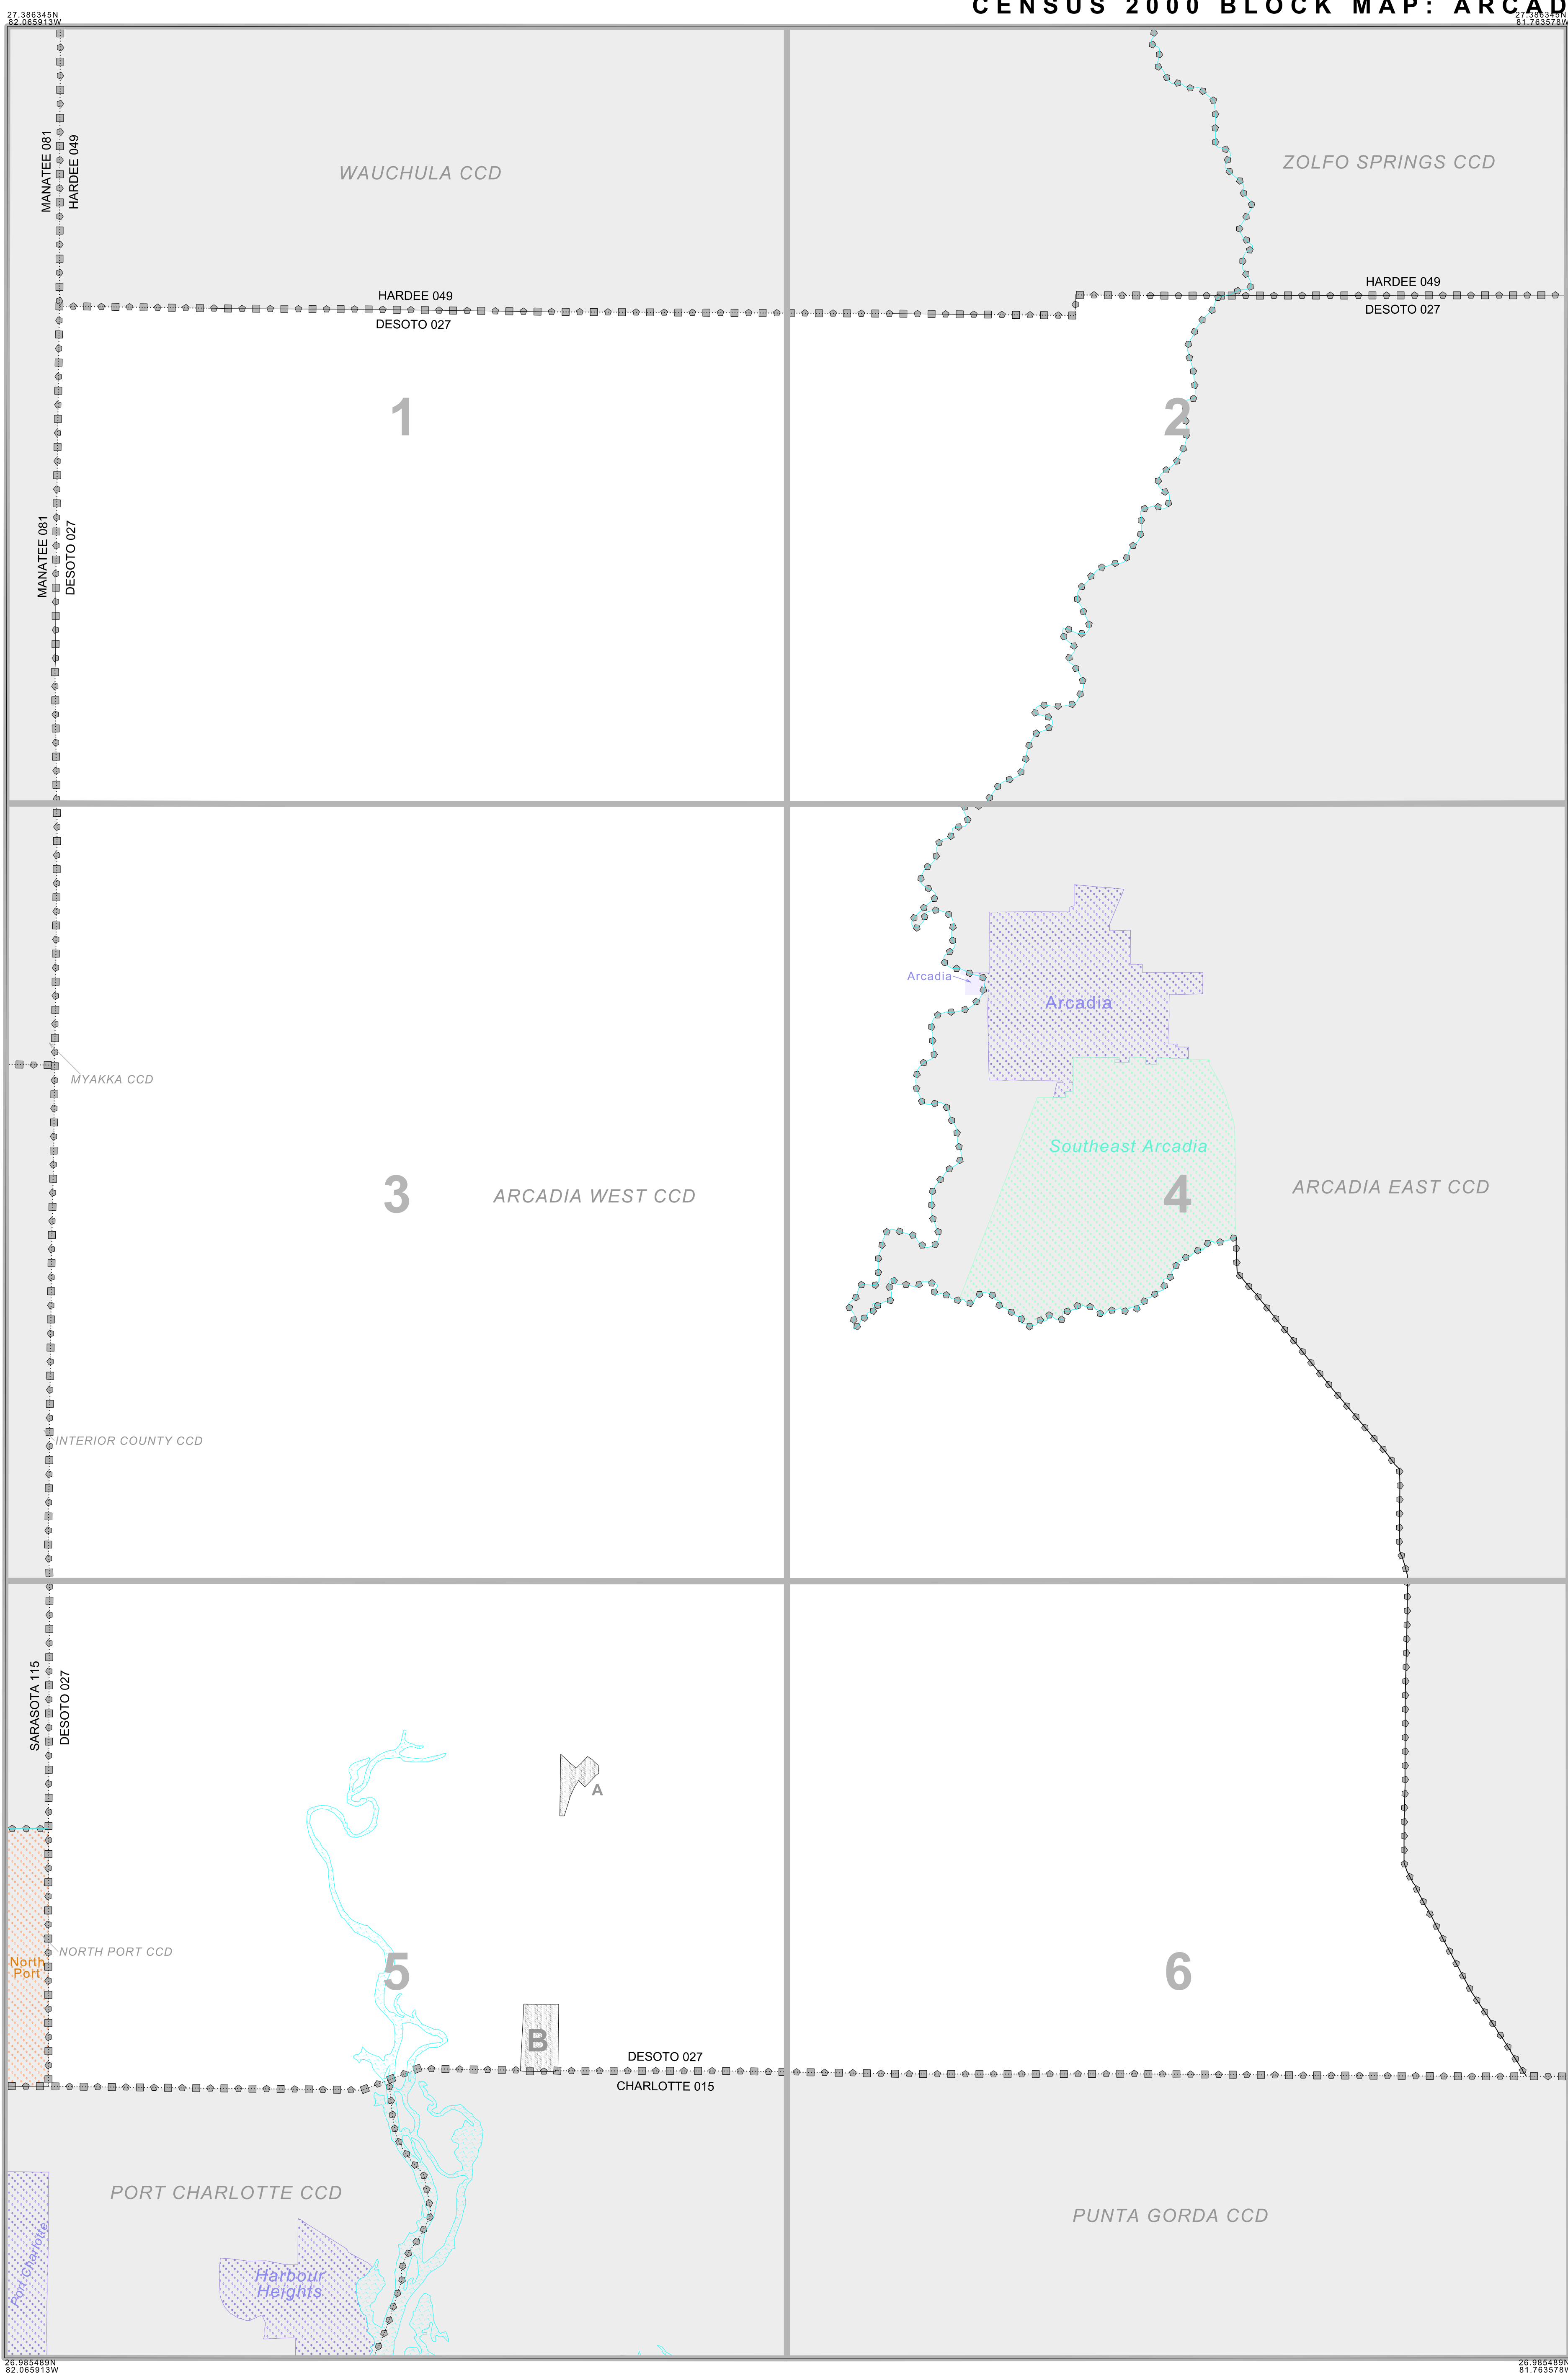 CENSUS 2000 BLOCK MAP: ARCAD
27.386345N
82.065913W
27.386345N
81.763578W
MANATEE 081
HARDEE 049
WAUCHULA CCD
ZOLFO SPRINGS CCD
HARDEE 049
DESOTO 027
HARDEE 049
DESOTO 027
1
2
MANATEE 081
DESOTO 027
Arcadia
Arcadia
MYAKKA CCD
Southeast Arcadia
3
ARCADIA WEST CCD
4
ARCADIA EAST CCD
INTERIOR COUNTY CCD
SARASOTA 115
DESOTO 027
A
NORTH PORT CCD
North
Port
5
6
B
DESOTO 027
CHARLOTTE 015
PORT CHARLOTTE CCD
PUNTA GORDA CCD
Port Charlotte
Harbour
Heights
26.985489N
82.065913W
26.985489N
81.763578W